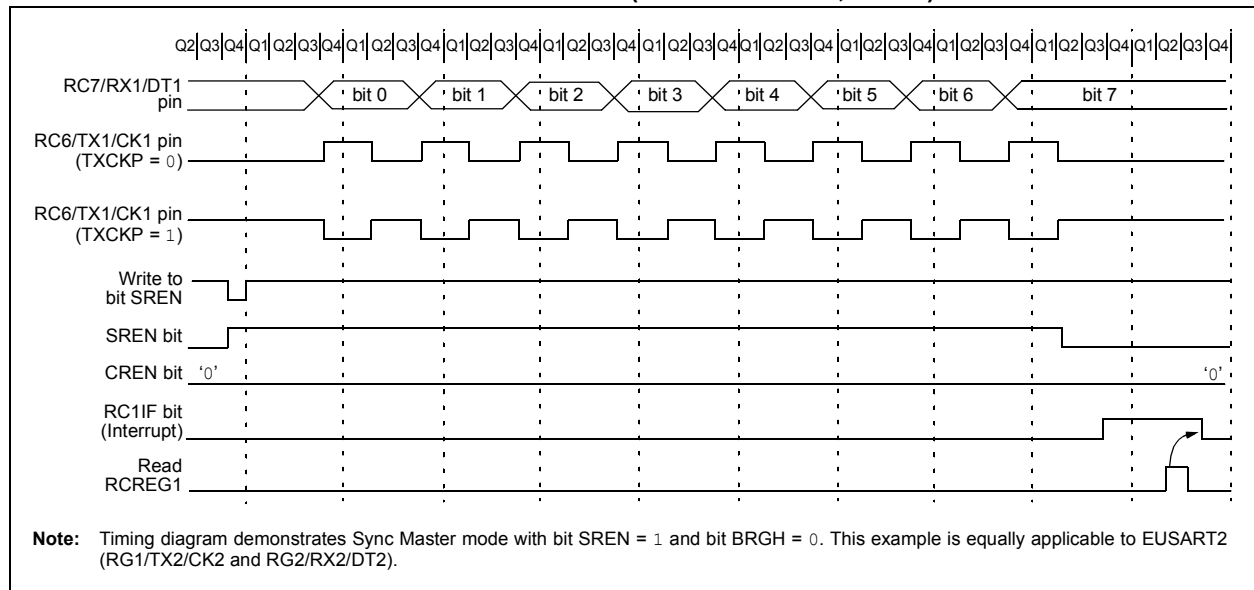 Q2 Q3 Q4 Q1 Q2 Q3 Q4 Q1 Q2 Q3 Q4 Q1 Q2 Q3 Q4 Q1 Q2 Q3 Q4 Q1 Q2 Q3 Q4 Q1 Q2 Q3 Q4 Q1 Q2 Q3 Q4 Q1 Q2 Q3 Q4 Q1 Q2 Q3 Q4
RC7/RX1/DT1
pin
bit 0 bit 1 bit 2 bit 3 bit 4 bit 5 bit 6 bit 7
RC6/TX1/CK1 pin
(TXCKP = 0)
RC6/TX1/CK1 pin
(TXCKP = 1)
Write to
bit SREN
SREN bit
CREN bit ‘0’ ‘0’
RC1IF bit
(Interrupt)
Read
RCREG1
Note: Timing diagram demonstrates Sync Master mode with bit SREN = 1 and bit BRGH = 0. This example is equally applicable to EUSART2
(RG1/TX2/CK2 and RG2/RX2/DT2).